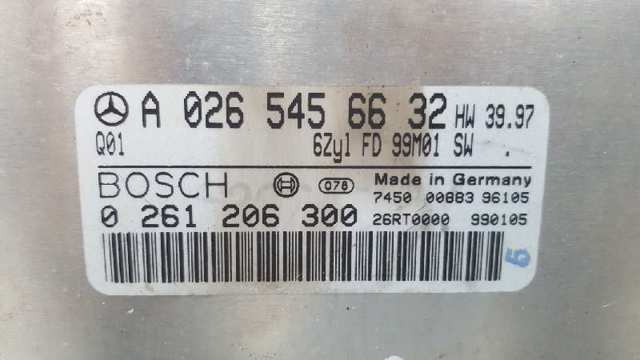 A 026 545 66 32 HW 39.97
Q01 6Zyl FD 99M01 SW .
BOSCH 078 Made in Germany
7450 00883 96105
0 261 206 300 26RT0000 990105
5